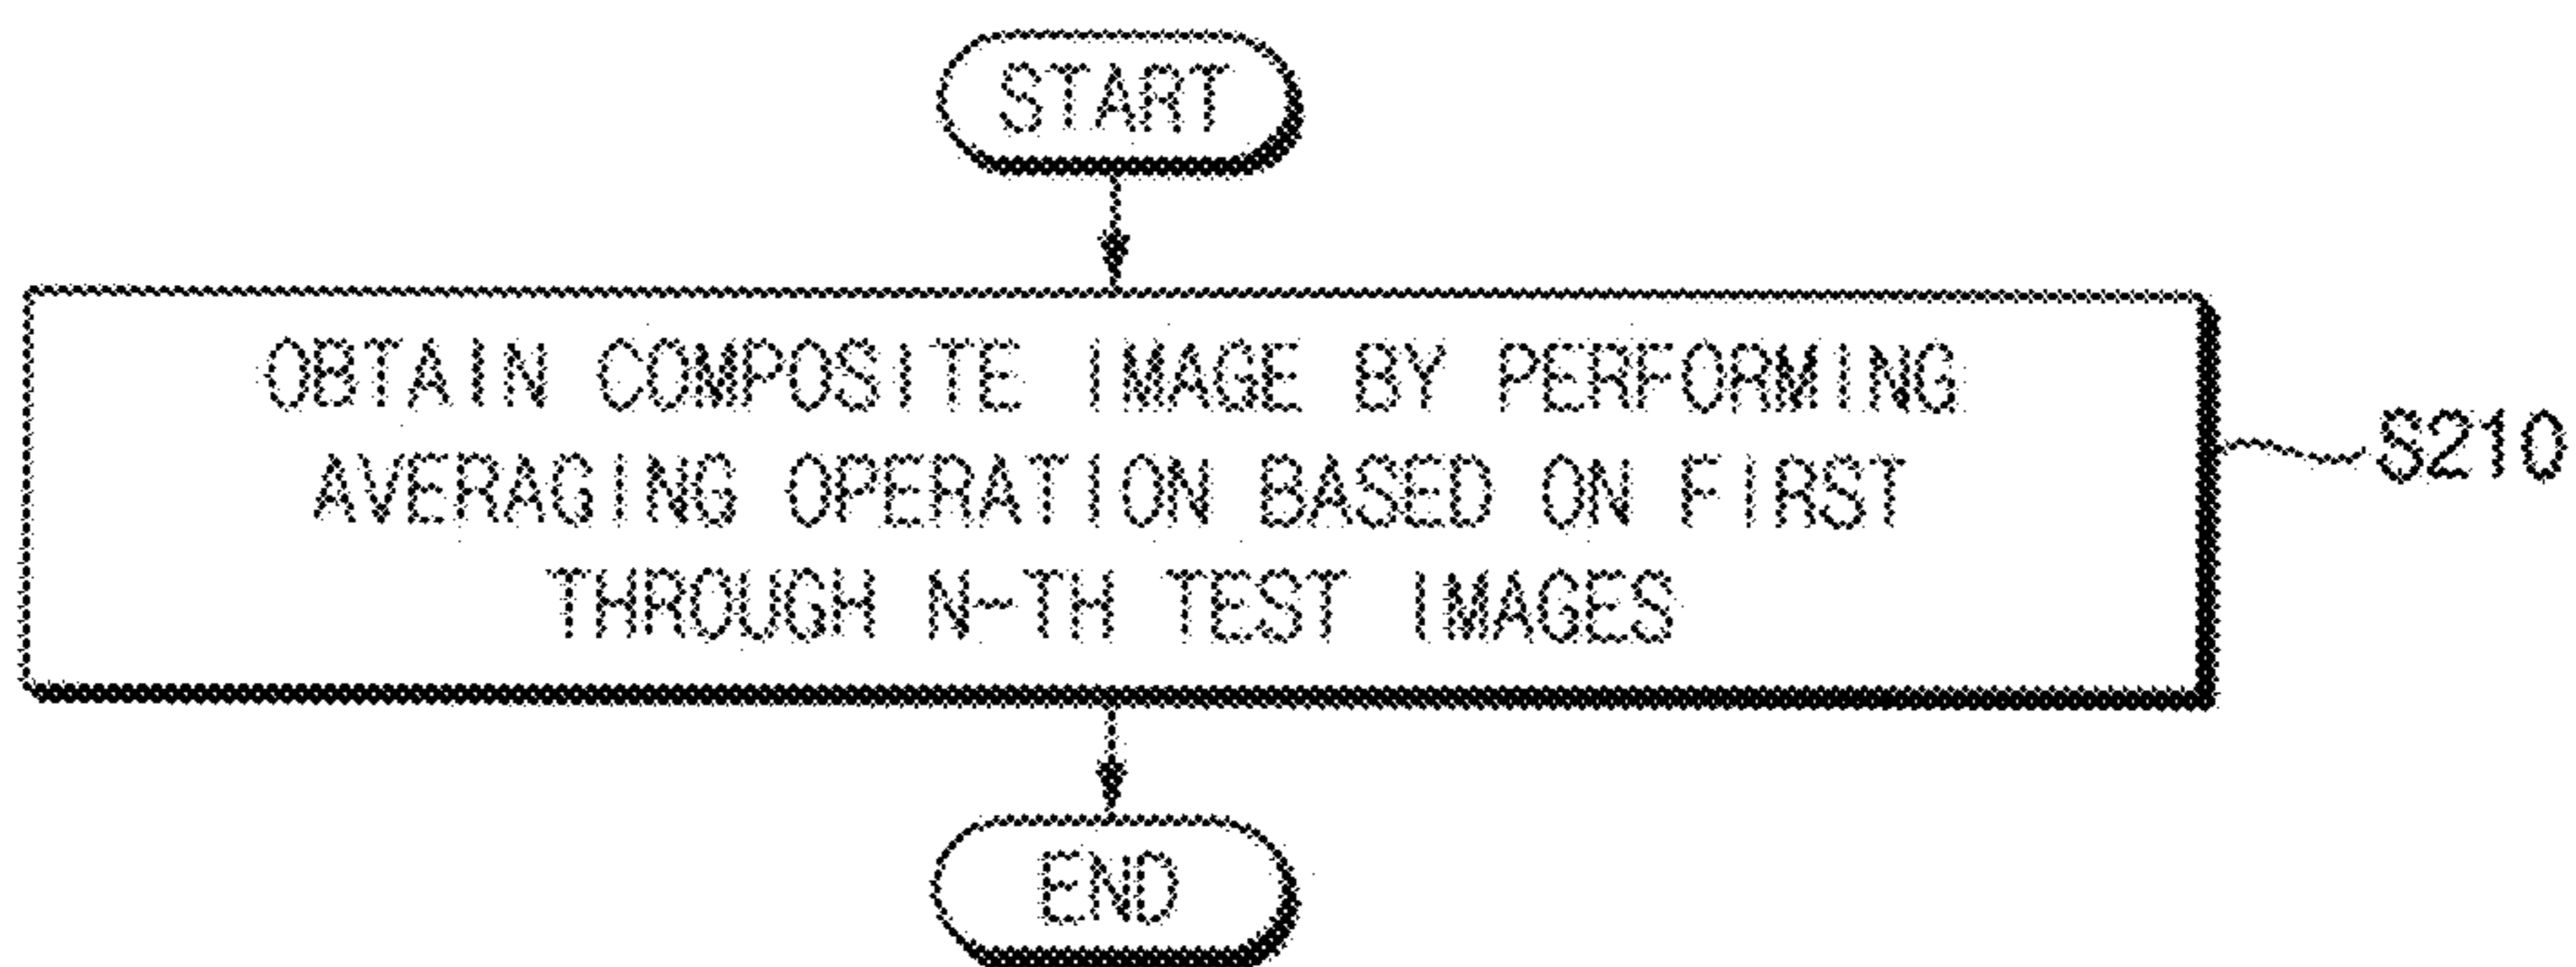 START
OBTAIN COMPOSITE IMAGE BY PERFORMING
AVERAGING OPERATION BASED ON FIRST
THROUGH N-TH TEST IMAGES
S210
END